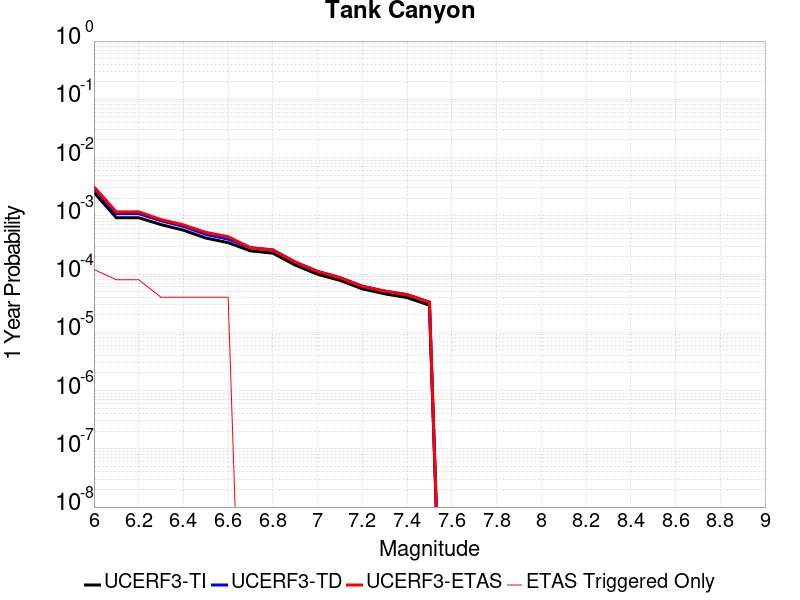 Tank Canyon
10^0
10^-1
10^-2
10^-3
10^-4
10^-5
10^-6
10^-7
10^-8
1 Year Probability
6 6.2 6.4 6.6 6.8 7 7.2 7.4 7.6 7.8 8 8.2 8.4 8.6 8.8 9
Magnitude
UCERF3-TI UCERF3-TD UCERF3-ETAS ETAS Triggered Only